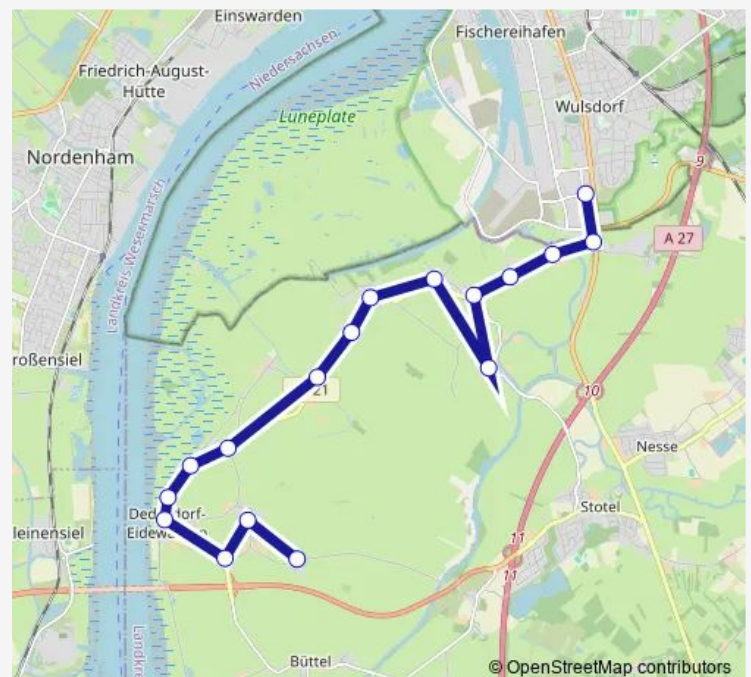 Einswarden
Fischereihafen
Niedersachsen
Friedrich-August-
Hütte
Luneplate
Wulsdorf
Nordenham
9
Landkreis Wesermarsch
A 27
roßensiel
21
10
Nesse
Stotel
leinensiel
11
11
Landkre
Büttel
© OpenStreetMap contributors